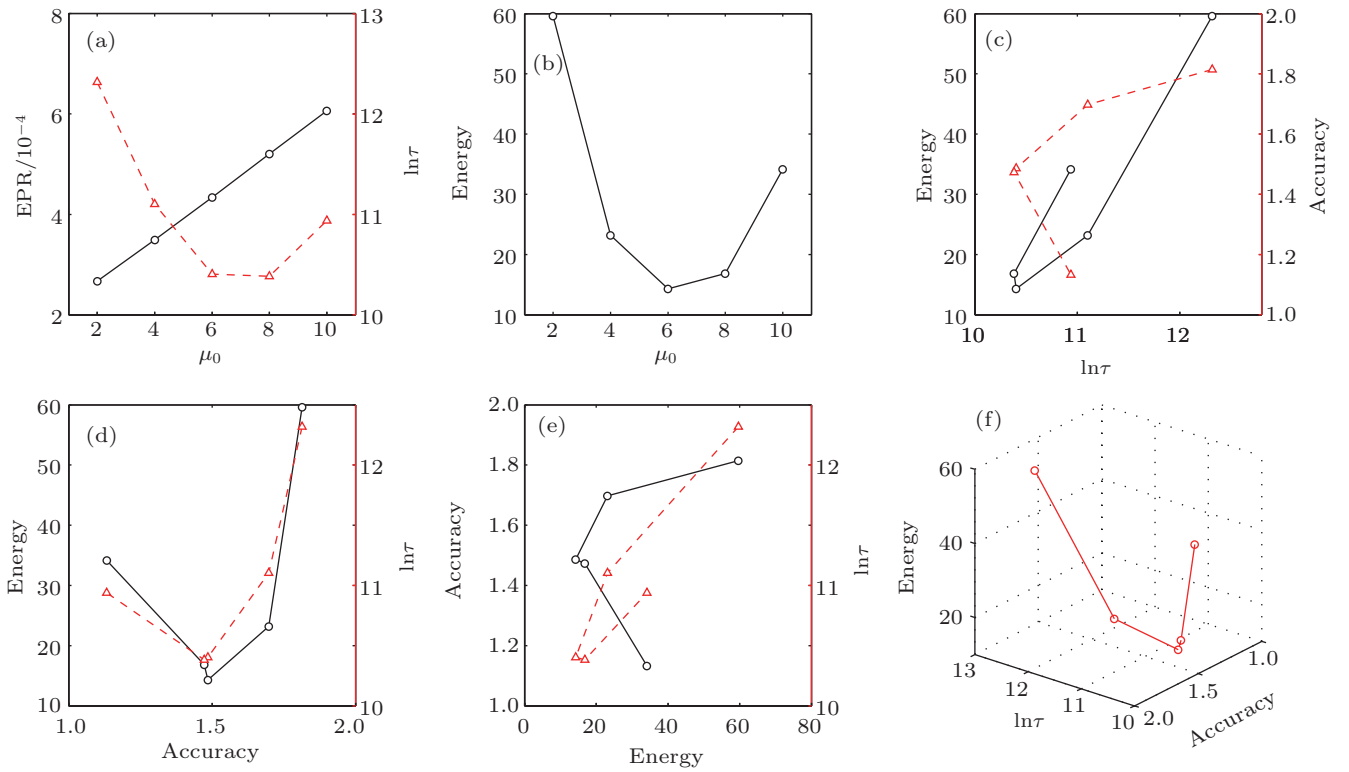 (a)
8
6
4
2
EPR/10⁻⁴
13
12
11
10
lnτ
2 4 6 8 10
μ₀
(b)
60
50
40
30
20
10
Energy
2 4 6 8 10
μ₀
(c)
60
50
40
30
20
10
Energy
2.0
1.8
1.6
1.4
1.2
1.0
Accuracy
10 11 12
lnτ
(d)
60
50
40
30
20
10
Energy
12
11
10
lnτ
1.0 1.5 2.0
Accuracy
(e)
2.0
1.8
1.6
1.4
1.2
1.0
Accuracy
12
11
10
lnτ
0 20 40 60 80
Energy
(f)
60
40
20
Energy
13 12 11 10
lnτ
2.0 1.5 1.0
Accuracy